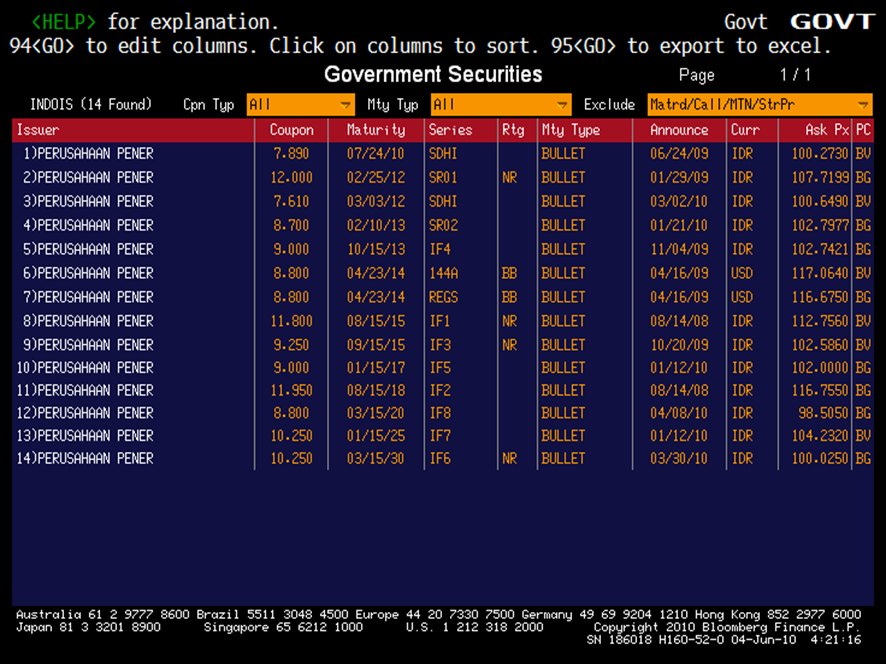 <HELP> for explanation. Govt GOVT
94<GO> to edit columns. Click on columns to sort. 95<GO> to export to excel.
Government Securities Page 1 / 1
INDOIS (14 Found) Cpn Typ All Mty Typ All Exclude Matrd/Call/MTN/StrPr
Issuer Coupon Maturity Series Rtg Mty Type Announce Curr Ask Px PC
1)PERUSAHAAN PENER 7.890 07/24/10 SDHI BULLET 06/24/09 IDR 100.2730 BV
2)PERUSAHAAN PENER 12.000 02/25/12 SR01 NR BULLET 01/29/09 IDR 107.7199 BG
3)PERUSAHAAN PENER 7.610 03/03/12 SDHI BULLET 03/02/10 IDR 100.6490 BV
4)PERUSAHAAN PENER 8.700 02/10/13 SR02 BULLET 01/21/10 IDR 102.7977 BG
5)PERUSAHAAN PENER 9.000 10/15/13 IF4 BULLET 11/04/09 IDR 102.7421 BG
6)PERUSAHAAN PENER 8.800 04/23/14 144A BB BULLET 04/16/09 USD 117.0640 BV
7)PERUSAHAAN PENER 8.800 04/23/14 REGS BB BULLET 04/16/09 USD 116.6750 BG
8)PERUSAHAAN PENER 11.800 08/15/15 IF1 NR BULLET 08/14/08 IDR 112.7560 BV
9)PERUSAHAAN PENER 9.250 09/15/15 IF3 NR BULLET 10/20/09 IDR 102.5860 BV
10)PERUSAHAAN PENER 9.000 01/15/17 IF5 BULLET 01/12/10 IDR 102.0000 BG
11)PERUSAHAAN PENER 11.950 08/15/18 IF2 BULLET 08/14/08 IDR 116.7550 BG
12)PERUSAHAAN PENER 8.800 03/15/20 IF8 BULLET 04/08/10 IDR 98.5050 BG
13)PERUSAHAAN PENER 10.250 01/15/25 IF7 BULLET 01/12/10 IDR 104.2320 BV
14)PERUSAHAAN PENER 10.250 03/15/30 IF6 NR BULLET 03/30/10 IDR 100.0250 BG
Australia 61 2 9777 8600 Brazil 5511 3048 4500 Europe 44 20 7330 7500 Germany 49 69 9204 1210 Hong Kong 852 2977 6000
Japan 81 3 3201 8900 Singapore 65 6212 1000 U.S. 1 212 318 2000 Copyright 2010 Bloomberg Finance L.P.
SN 186018 H160-52-0 04-Jun-10 4:21:16